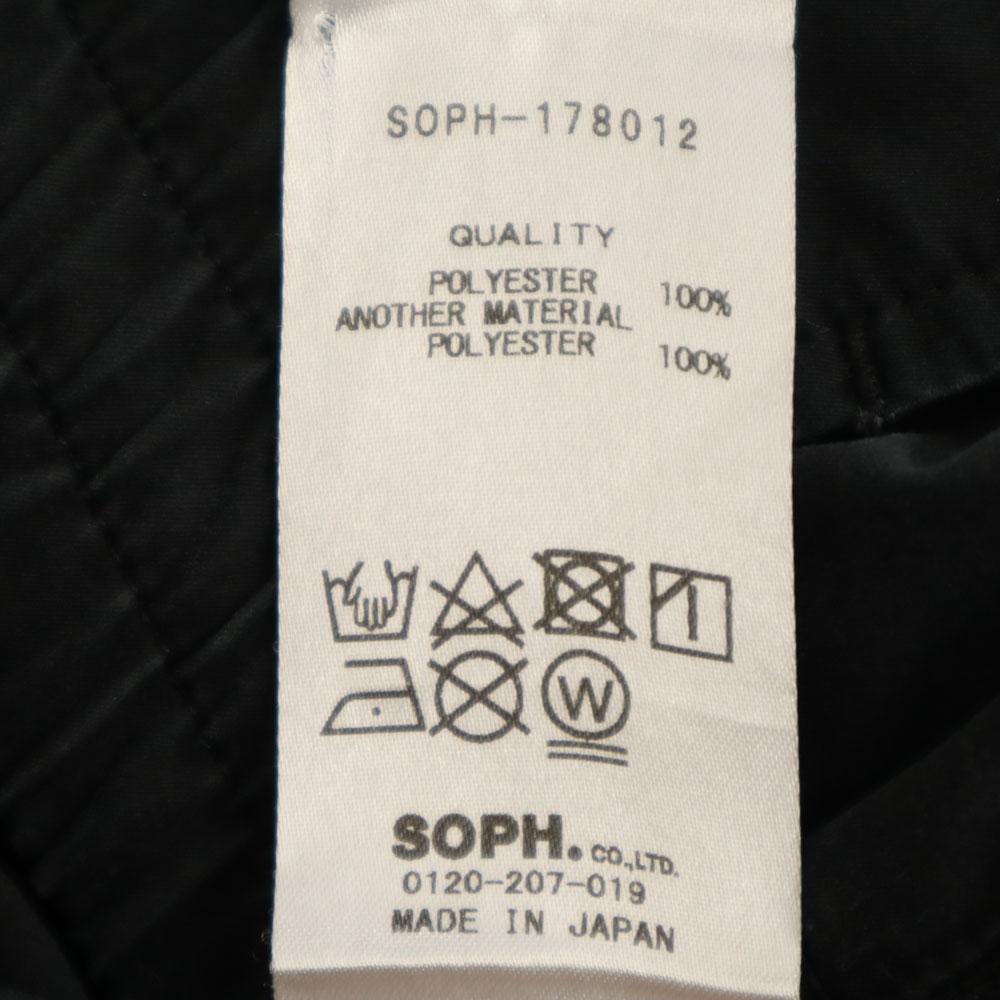 SOPH-178012
QUALITY
POLYESTER 100%
ANOTHER MATERIAL
POLYESTER 100%
W
SOPH.® CO.,LTD.
0120-207-019
MADE IN JAPAN